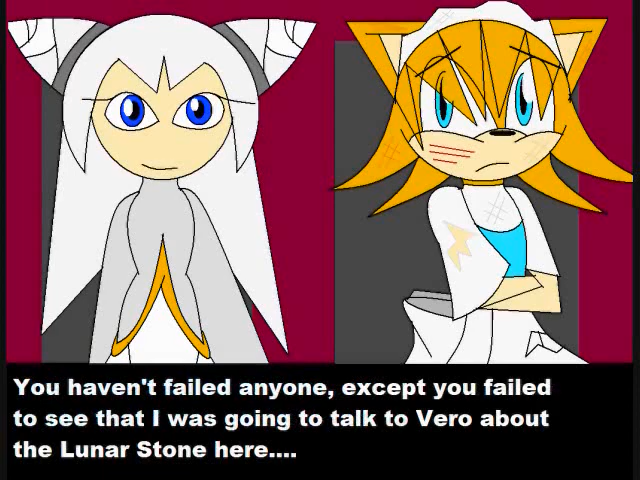 You haven't failed anyone, except you failed
to see that I was going to talk to Vero about
the Lunar Stone here....